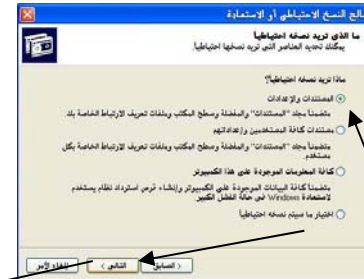 معالج النسخ الاحتياطي أو الاستعادة
ما الذي تريد نسخه احتياطياً
يمكنك تحديد العناصر التي تريد نسخها احتياطياً.
ماذا تريد نسخه احتياطياً؟
المستندات والإعدادات
متضمناً مجلد "المستندات" والمفضلة وسطح المكتب وملفات تعريف الارتباط الخاصة بك.
مستندات كافة المستخدمين وإعداداتهم
متضمناً مجلد "المستندات" والمفضلة وسطح المكتب وملفات تعريف الارتباط الخاصة بكل
مستخدم.
كافة المعلومات الموجودة على هذا الكمبيوتر
متضمناً كافة البيانات الموجودة على الكمبيوتر وإنشاء قرص استرداد نظام يستخدم
لاستعادة Windows في حالة الفشل الكبير
اختيار ما سيتم نسخه احتياطياً
< السابق
التالي >
إلغاء الأمر